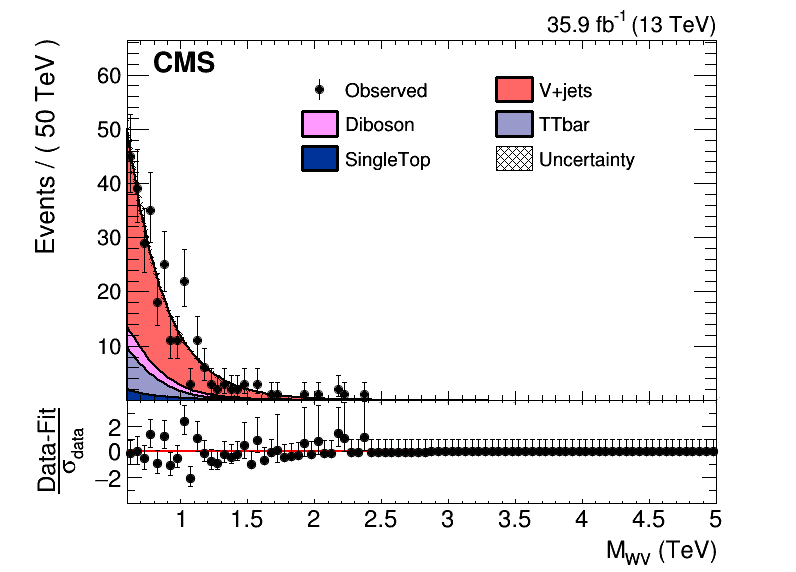 35.9 fb⁻¹ (13 TeV)
CMS
Events / ( 50 TeV )
60
50
40
30
20
10
Observed
V+jets
Diboson
TTbar
SingleTop
Uncertainty
Data-Fit
σ_data
2
0
−2
1
1.5
2
2.5
3
3.5
4
4.5
5
M_WV (TeV)